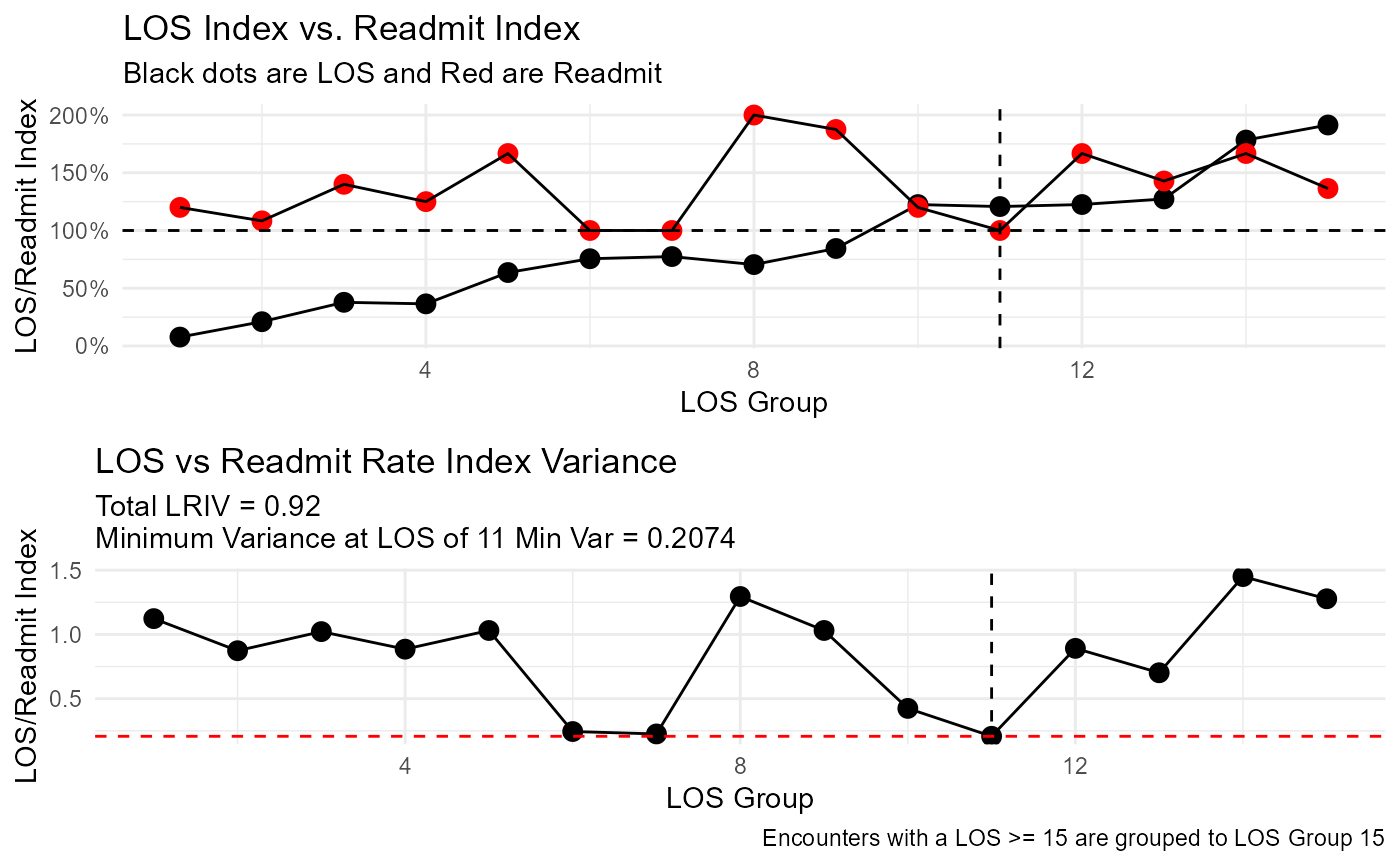 LOS Index vs. Readmit Index
Black dots are LOS and Red are Readmit
LOS/Readmit Index
200%
150%
100%
50%
0%
4
8
12
LOS Group
LOS vs Readmit Rate Index Variance
Total LRIV = 0.92
Minimum Variance at LOS of 11 Min Var = 0.2074
LOS/Readmit Index
1.5
1.0
0.5
4
8
12
LOS Group
Encounters with a LOS >= 15 are grouped to LOS Group 15